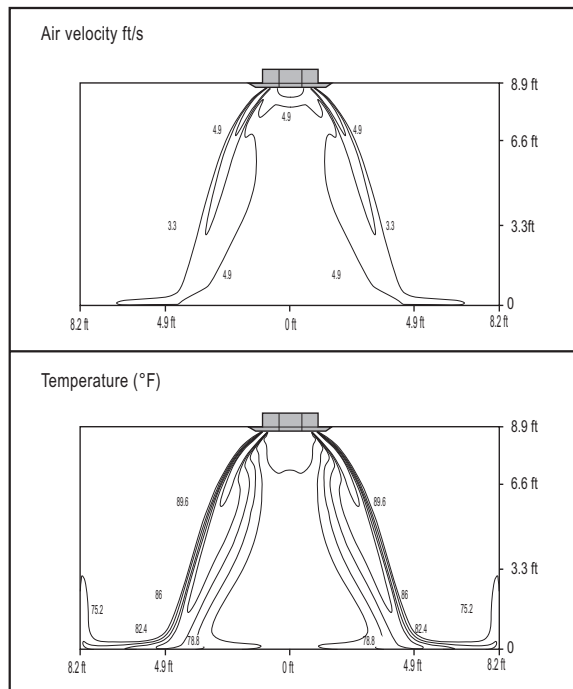 Air velocity ft/s
8.9 ft
4.9
4.9 4.9
6.6 ft
3.3 3.3
3.3ft
4.9 4.9
0
8.2 ft 4.9 ft 0 ft 4.9 ft 8.2 ft
Temperature (°F)
8.9 ft
6.6 ft
89.6 89.6
3.3 ft
86 86
75.2 75.2
82.4 82.4
78.8 78.8
0
8.2 ft 4.9 ft 0 ft 4.9 ft 8.2 ft